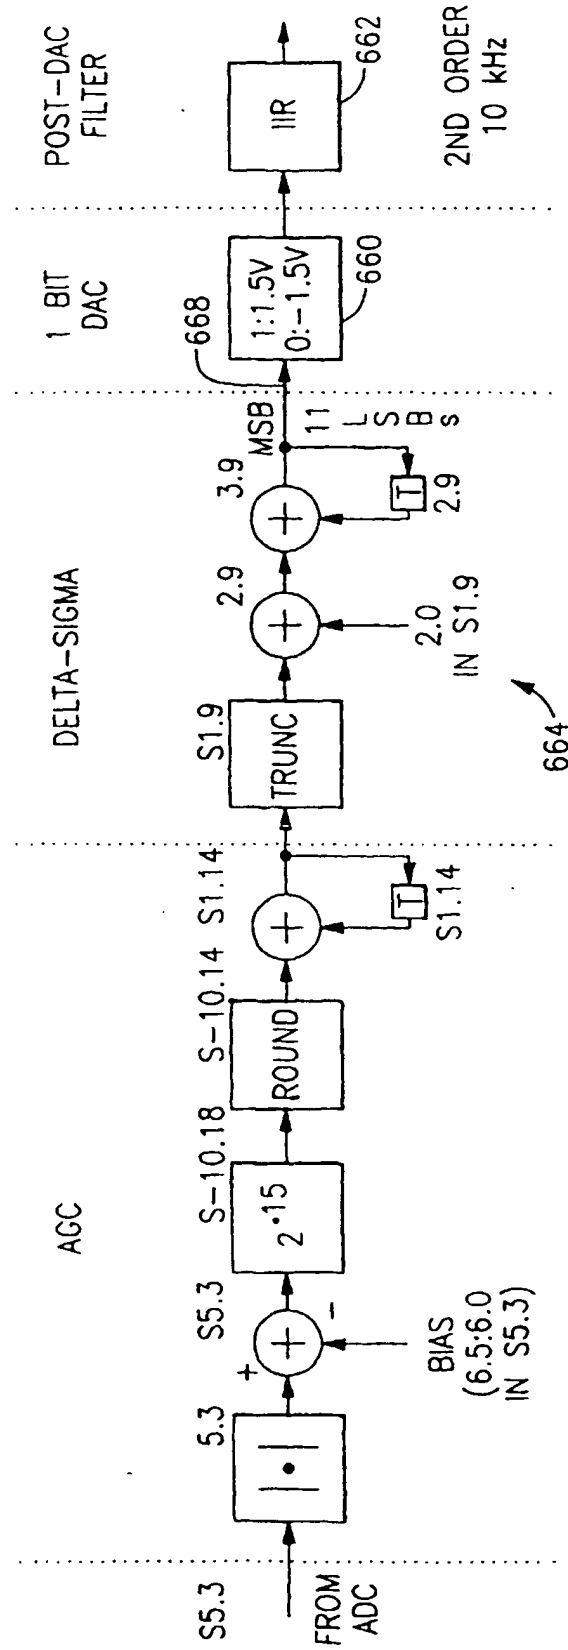 AGC
DELTA-SIGMA
1 BIT
DAC
POST-DAC
FILTER
S5.3
FROM
ADC
5.3
| • |
+
S5.3
+
−
BIAS
(6.5:6.0
IN S5.3)
S-10.18
S-10.14
ROUND
S1.14
+
T
S1.14
S1.9
TRUNC
2.9
+
2.0
IN S1.9
3.9
+
MSB
11
L
S
B
s
T
2.9
668
1:1.5V
0:-1.5V
660
IIR
662
2ND ORDER
10 kHz
664